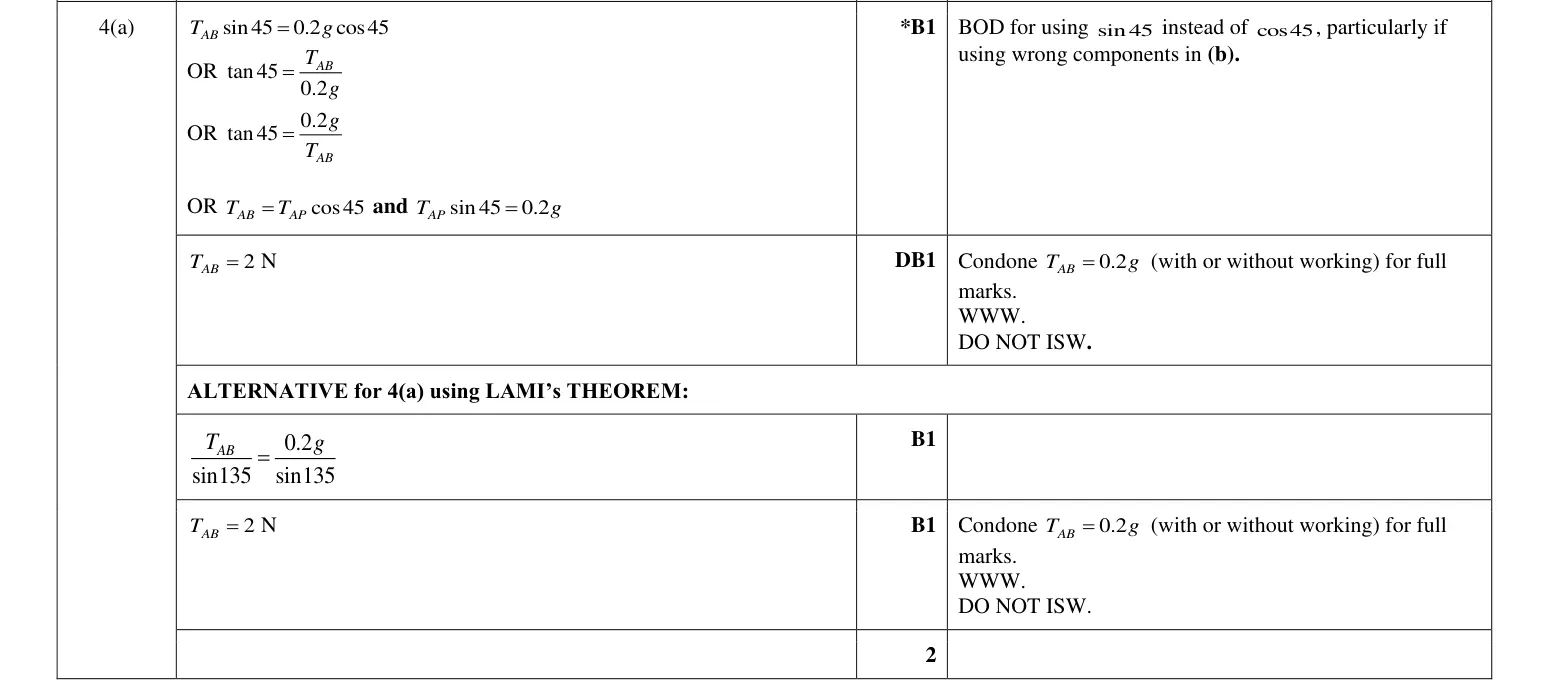 4(a)
T_AB sin 45 = 0.2g cos 45
OR tan 45 = T_AB / 0.2g
OR tan 45 = 0.2g / T_AB
OR T_AB = T_AP cos 45 and T_AP sin 45 = 0.2g
*B1
BOD for using sin 45 instead of cos 45, particularly if
using wrong components in (b).
T_AB = 2 N
DB1
Condone T_AB = 0.2g (with or without working) for full
marks.
WWW.
DO NOT ISW.
ALTERNATIVE for 4(a) using LAMI’s THEOREM:
T_AB / sin135 = 0.2g / sin135
B1
T_AB = 2 N
B1
Condone T_AB = 0.2g (with or without working) for full
marks.
WWW.
DO NOT ISW.
2